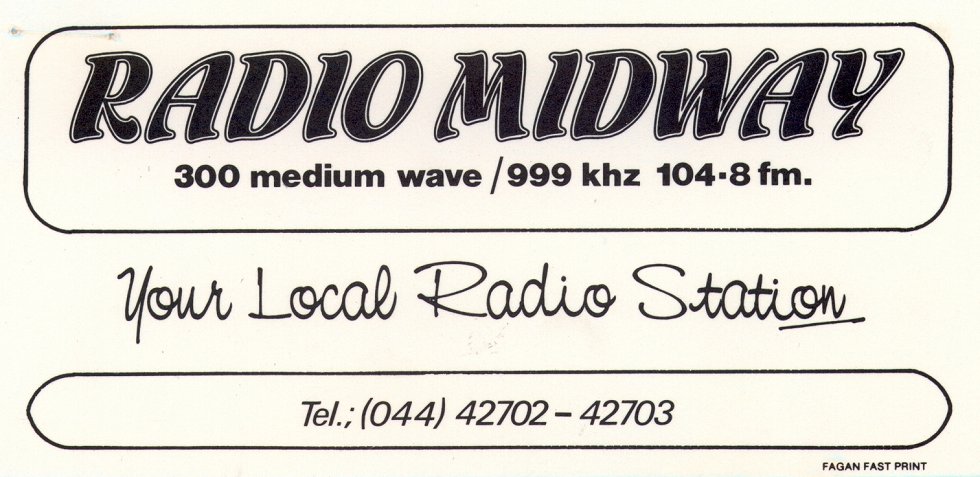 RADIO MIDWAY
300 medium wave / 999 khz 104·8 fm.
Your Local Radio Station
Tel.; (044) 42702 – 42703
FAGAN FAST PRINT